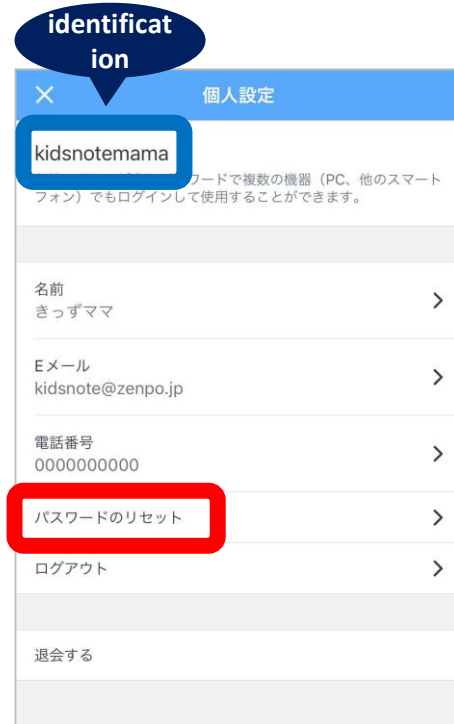 identificat
ion
個人設定
kidsnotemama
ワードで複数の機器（PC、他のスマート
フォン）でもログインして使用することができます。
名前
きっずママ
Eメール
kidsnote@zenpo.jp
電話番号
0000000000
パスワードのリセット
ログアウト
退会する